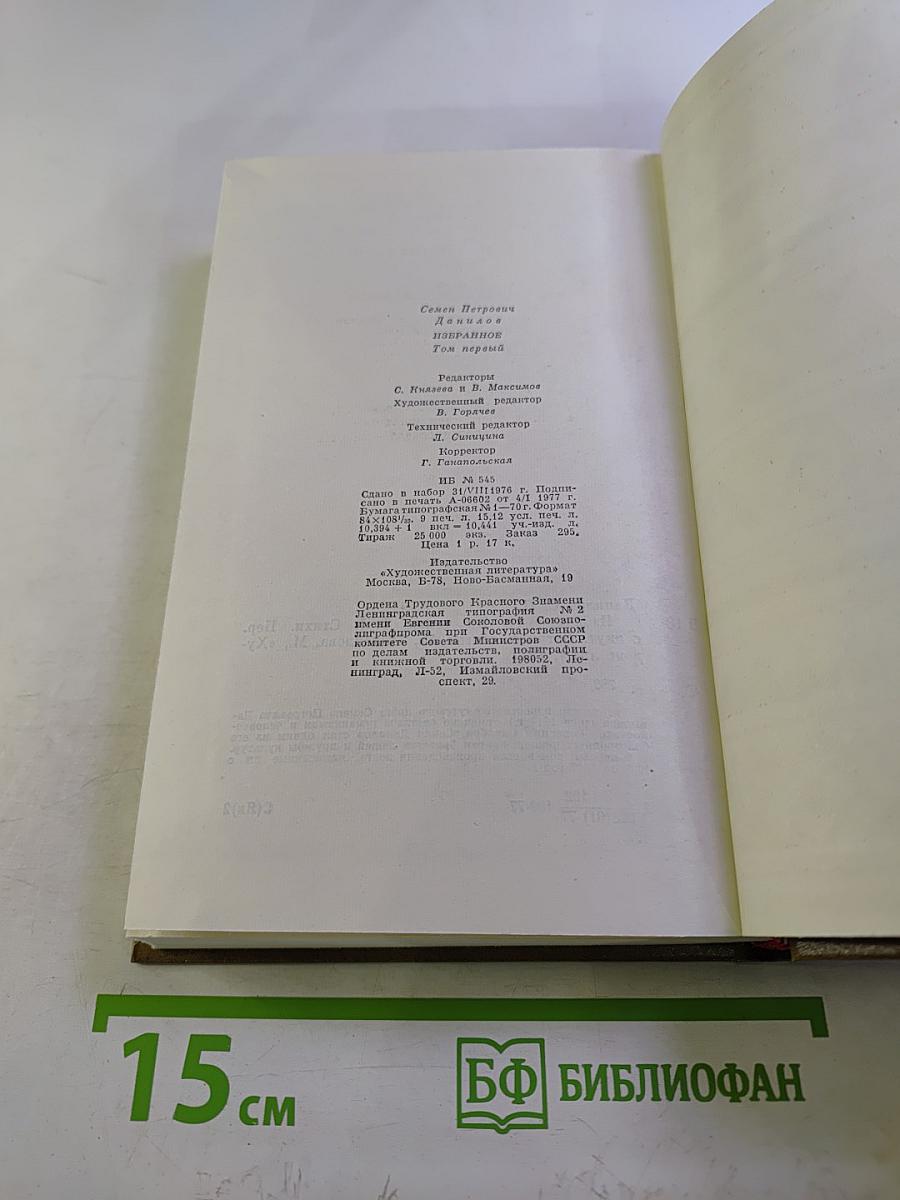 Семен Петрович
Данилов
ИЗБРАННОЕ
Том первый
Редакторы
С. Князева и В. Максимов
Художественный редактор
В. Горячев
Технический редактор
Л. Синицина
Корректор
Г. Ганапольская
ИБ № 545
Сдано в набор 31/VIII 1976 г. Подпи-
сано в печать А-06602 от 4/I 1977 г.
Бумага типографская № 1—70 г. Формат
84×108¹/₃₂. 9 печ. л. 15,12 усл. печ. л.
10,394 + 1 вкл = 10,441 уч.-изд. л.
Тираж 25 000 экз. Заказ 295.
Цена 1 р. 17 к.
Издательство
«Художественная литература»
Москва, Б-78, Ново-Басманная, 19
Ордена Трудового Красного Знамени
Ленинградская типография № 2
имени Евгении Соколовой Союзпо-
лиграфпрома при Государственном
комитете Совета Министров СССР
по делам издательств, полиграфии
и книжной торговли. 198052, Ле-
нинград, Л-52, Измайловский про-
спект, 29.
15 см
БФ БИБЛИОФАН